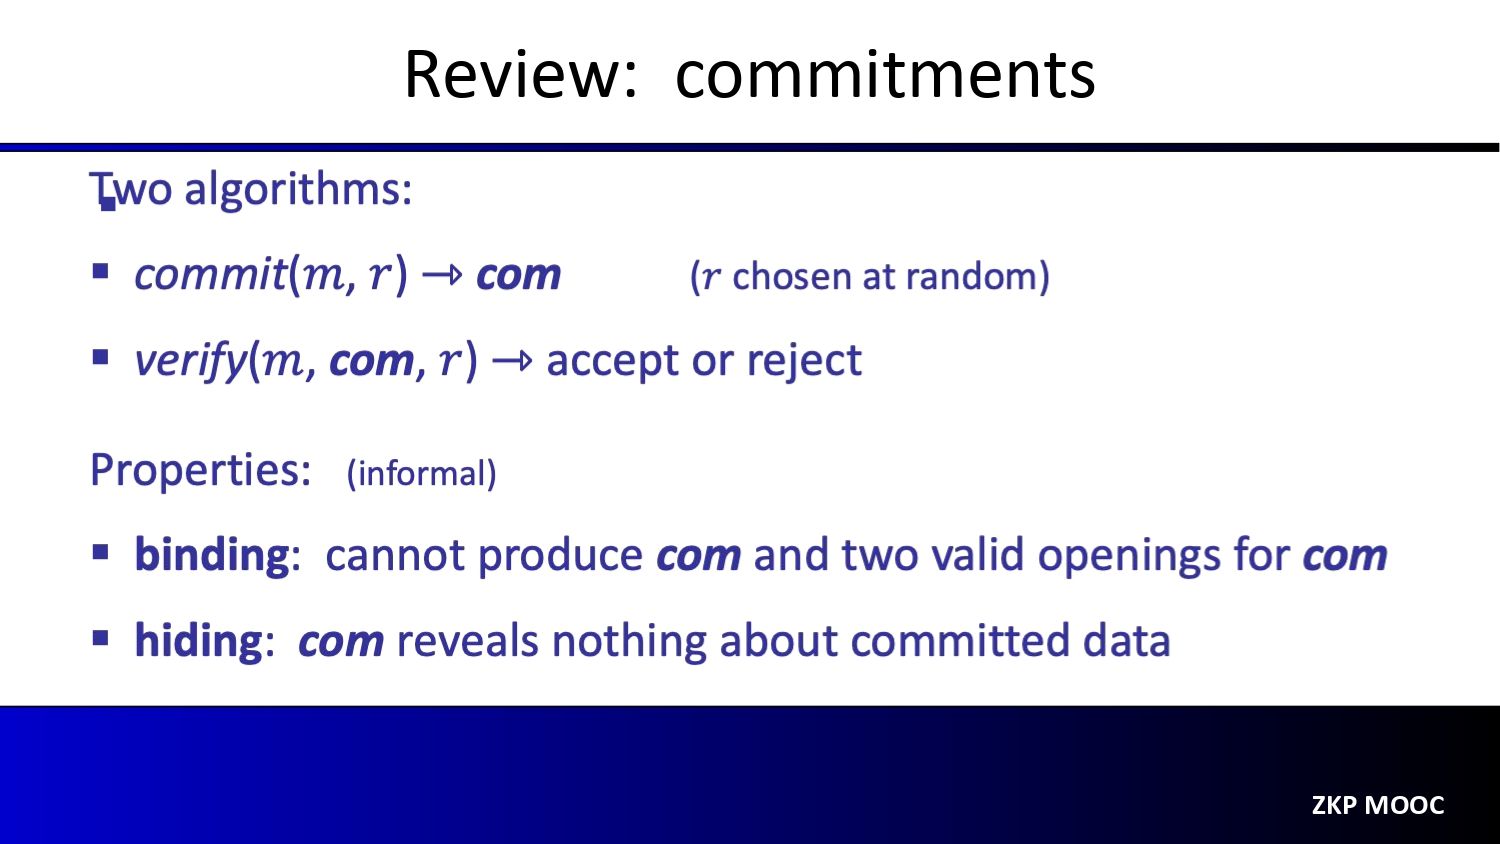 Review: commitments
Two algorithms:
▪ commit(𝑚, 𝑟) ⇾ com (𝑟 chosen at random)
▪ verify(𝑚, com, 𝑟) ⇾ accept or reject
Properties: (informal)
▪ binding: cannot produce com and two valid openings for com
▪ hiding: com reveals nothing about committed data
ZKP MOOC